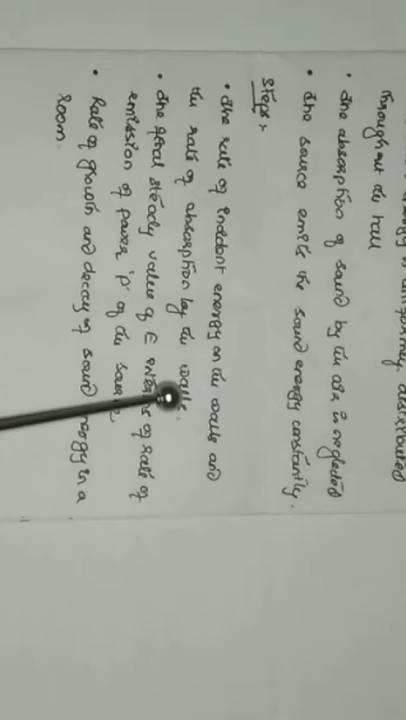 energy is uniformly distributed
throughout the hall
• The absorption of sound by the air is neglected
• The source emits the sound energy constantly.
Steps:
• The rate of incident energy on the walls and
the rate of absorption by the walls.
• The final steady value of E interms of rate of
emission of power 'P' of the source
• Rate of growth and decay of sound energy in a
room.